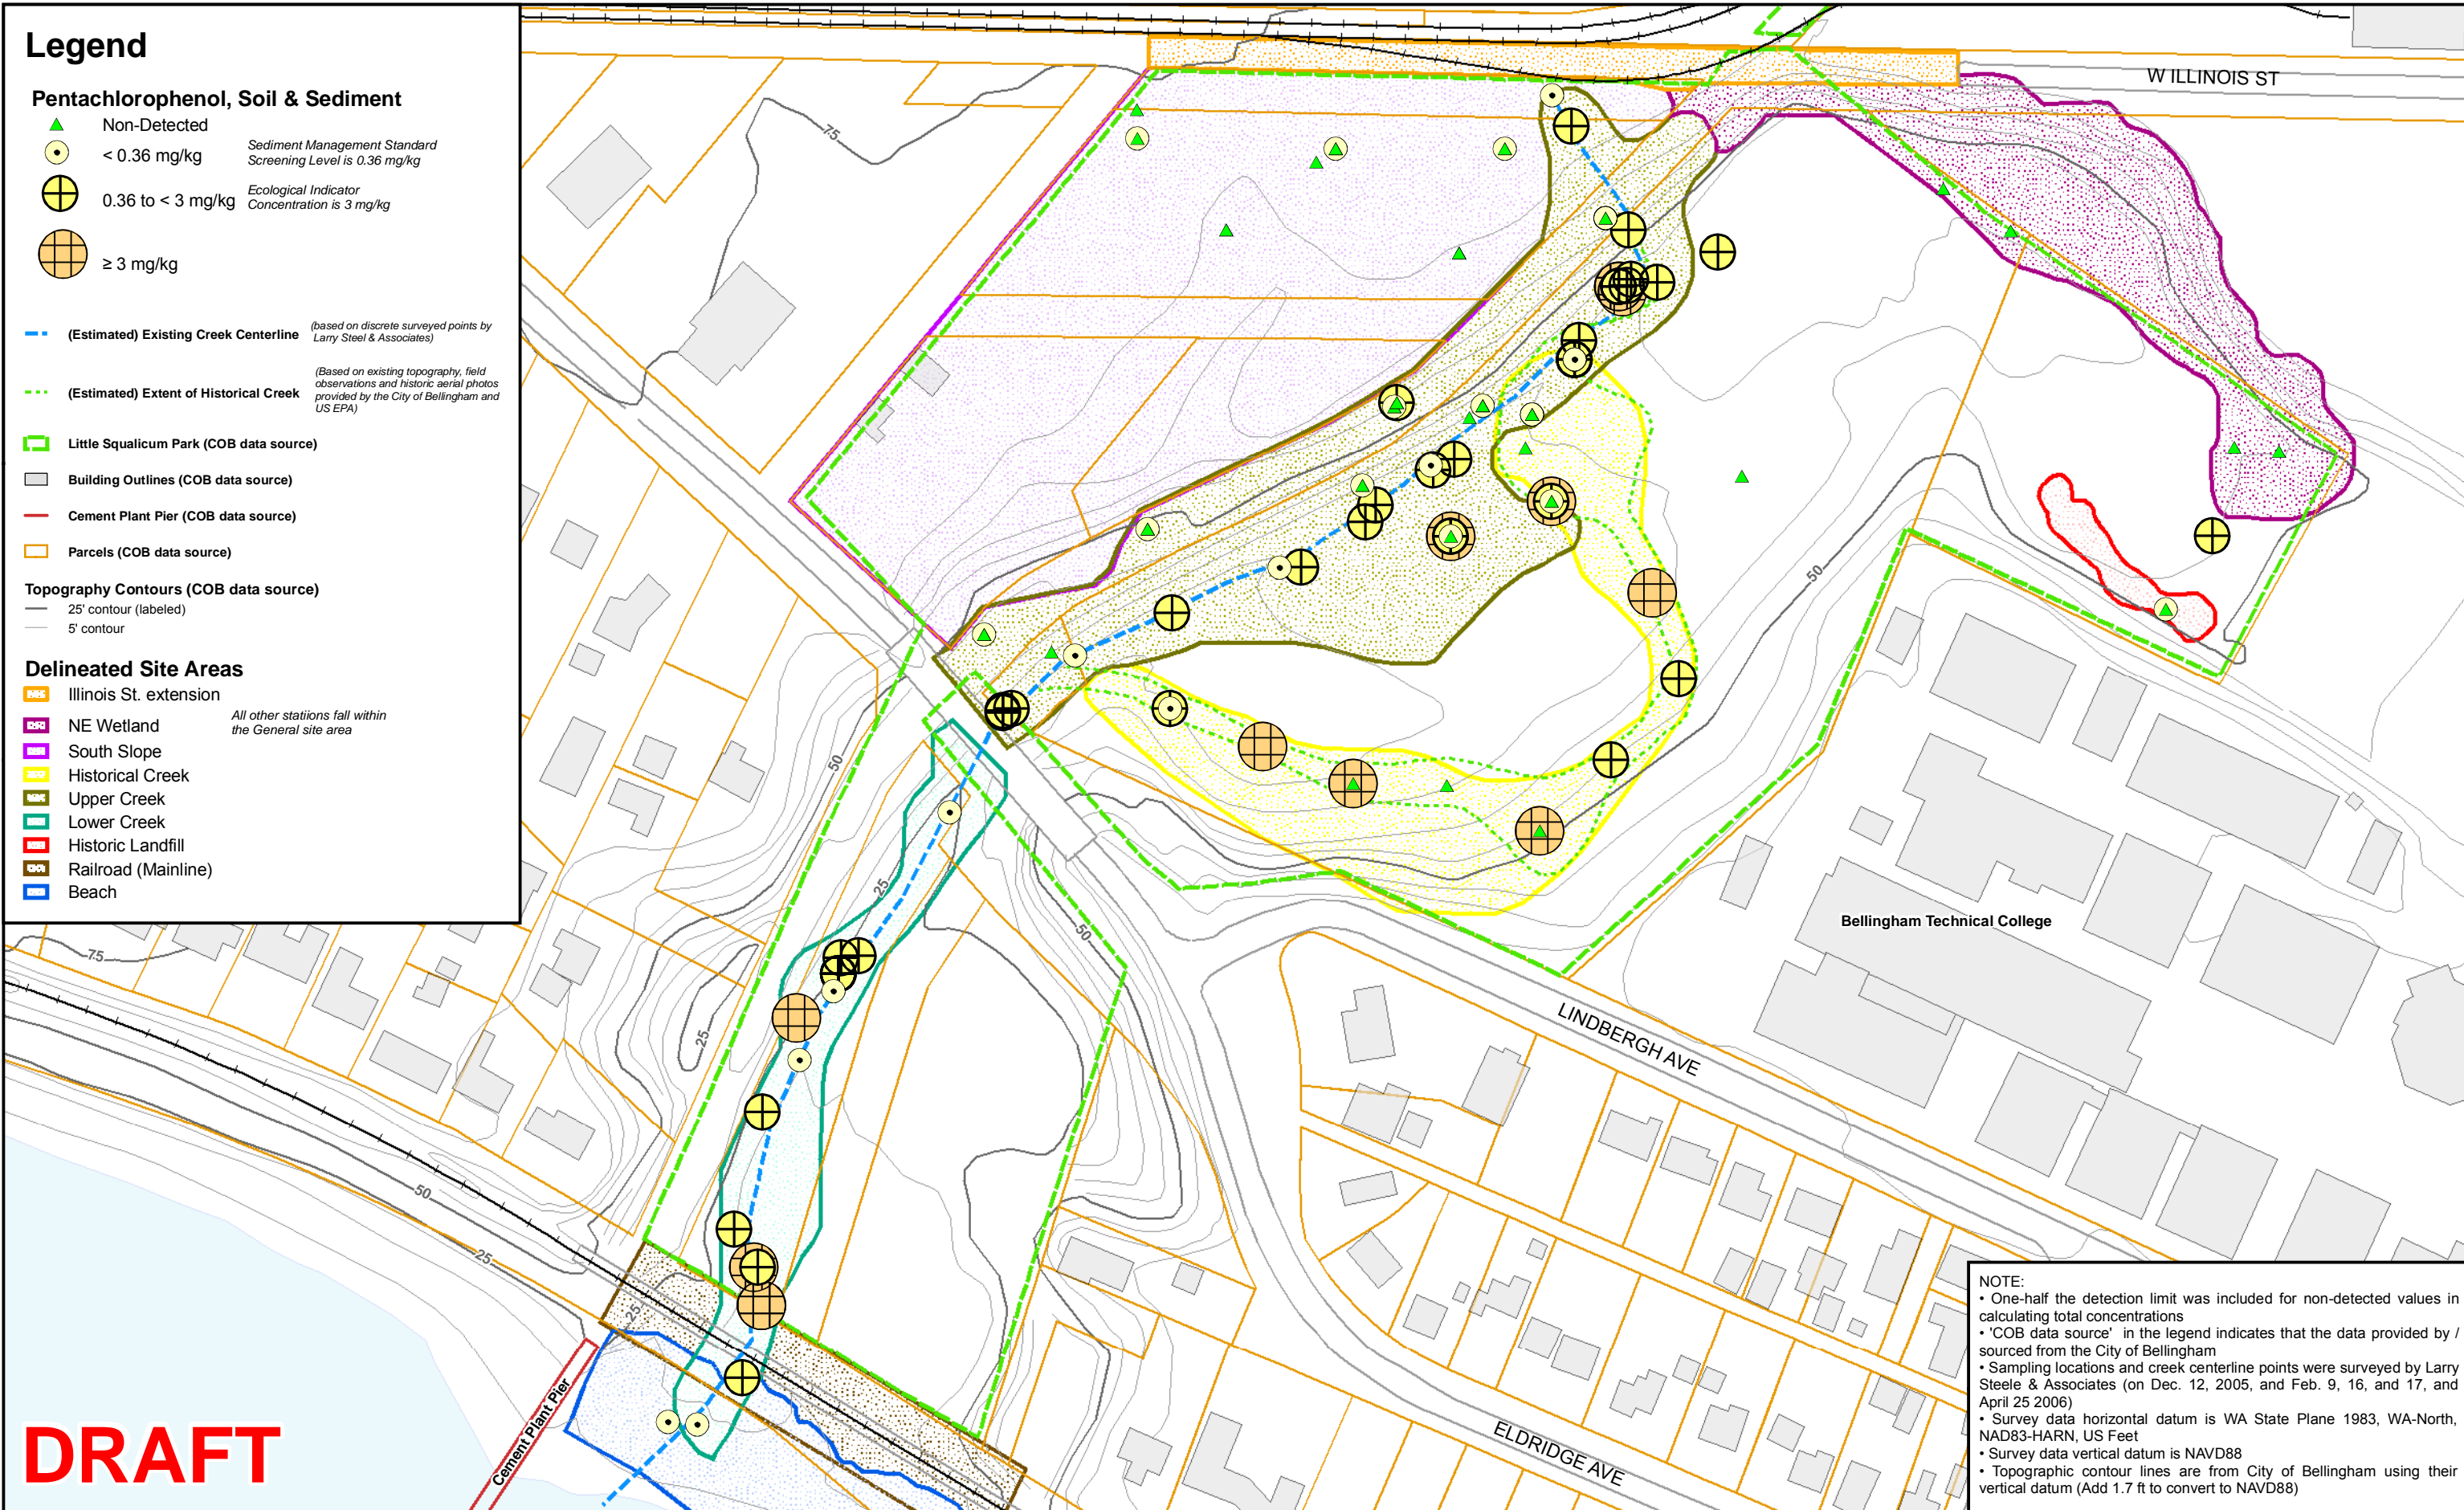 Legend
Pentachlorophenol, Soil & Sediment
Non-Detected
< 0.36 mg/kg
Sediment Management Standard
Screening Level is 0.36 mg/kg
0.36 to < 3 mg/kg
Ecological Indicator
Concentration is 3 mg/kg
≥ 3 mg/kg
(Estimated) Existing Creek Centerline
(based on discrete surveyed points by
Larry Steel & Associates)
(Estimated) Extent of Historical Creek
(Based on existing topography, field
observations and historic aerial photos
provided by the City of Bellingham and
US EPA)
Little Squalicum Park (COB data source)
Building Outlines (COB data source)
Cement Plant Pier (COB data source)
Parcels (COB data source)
Topography Contours (COB data source)
25' contour (labeled)
5' contour
Delineated Site Areas
Illinois St. extension
NE Wetland
All other statiions fall within
the General site area
South Slope
Historical Creek
Upper Creek
Lower Creek
Historic Landfill
Railroad (Mainline)
Beach
W ILLINOIS ST
75
50
50
25
50
75
25
50
25
25
Bellingham Technical College
LINDBERGH AVE
ELDRIDGE AVE
Cement Plant Pier
DRAFT
NOTE:
• One-half the detection limit was included for non-detected values in
calculating total concentrations
• 'COB data source' in the legend indicates that the data provided by /
sourced from the City of Bellingham
• Sampling locations and creek centerline points were surveyed by Larry
Steele & Associates (on Dec. 12, 2005, and Feb. 9, 16, and 17, and
April 25 2006)
• Survey data horizontal datum is WA State Plane 1983, WA-North,
NAD83-HARN, US Feet
• Survey data vertical datum is NAVD88
• Topographic contour lines are from City of Bellingham using their
vertical datum (Add 1.7 ft to convert to NAVD88)